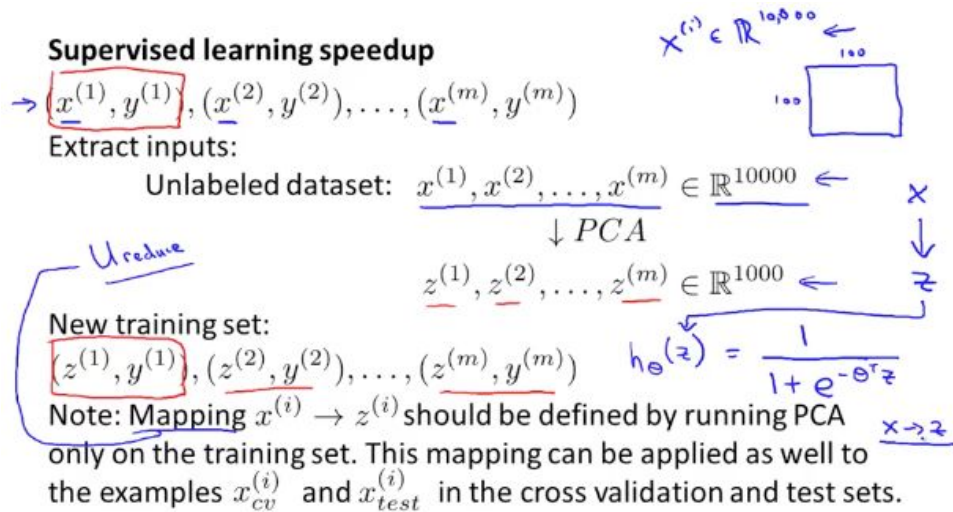 Supervised learning speedup
x^(i) ∈ ℝ^10,000 ←
100
100
→ (x^(1), y^(1)), (x^(2), y^(2)), . . . , (x^(m), y^(m))
Extract inputs:
Unlabeled dataset: x^(1), x^(2), . . . , x^(m) ∈ ℝ^10000 ←
x
↓ PCA
↓
U reduce
z
z^(1), z^(2), . . . , z^(m) ∈ ℝ^1000 ←
New training set:
h_θ(z) = 1 / (1 + e^(-θ^T z))
(z^(1), y^(1)), (z^(2), y^(2)), . . . , (z^(m), y^(m))
Note: Mapping x^(i) → z^(i) should be defined by running PCA
x → z
only on the training set. This mapping can be applied as well to
the examples x_cv^(i) and x_test^(i) in the cross validation and test sets.